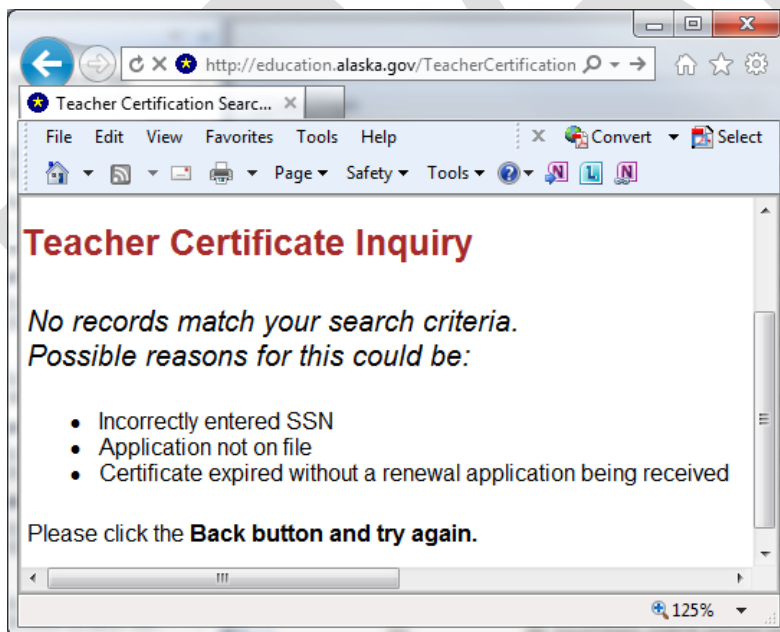 http://education.alaska.gov/TeacherCertification
Teacher Certification Searc...
File Edit View Favorites Tools Help
Convert Select
Page Safety Tools
Teacher Certificate Inquiry
No records match your search criteria.
Possible reasons for this could be:
• Incorrectly entered SSN
• Application not on file
• Certificate expired without a renewal application being received
Please click the Back button and try again.
125%